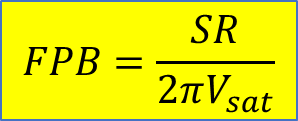 FPB = SR / 2πV_sat